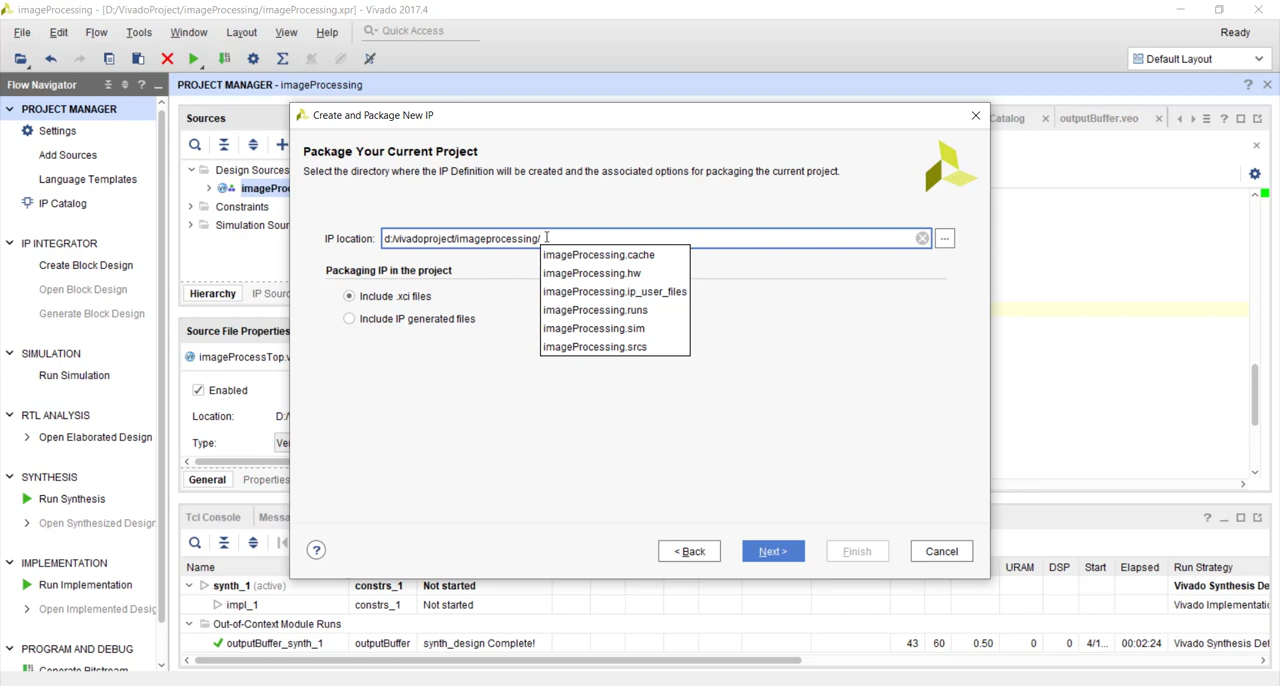 imageProcessing - [D:/VivadoProject/imageProcessing/imageProcessing.xpr] - Vivado 2017.4
File Edit Flow Tools Window Layout View Help Quick Access Ready
Default Layout
Flow Navigator PROJECT MANAGER - imageProcessing
PROJECT MANAGER
Settings
Add Sources
Language Templates
IP Catalog
IP INTEGRATOR
Create Block Design
Open Block Design
Generate Block Design
SIMULATION
Run Simulation
RTL ANALYSIS
Open Elaborated Design
SYNTHESIS
Run Synthesis
Open Synthesized Design
IMPLEMENTATION
Run Implementation
Open Implemented Desig
PROGRAM AND DEBUG
Generate Bitstream
Sources
Design Sources
imagePro
Constraints
Simulation Sour
Hierarchy IP Sourc
Source File Properties
imageProcessTop.v
Enabled
Location: D:/
Type: Ver
General Properties
Catalog outputBuffer.veo
Create and Package New IP
Package Your Current Project
Select the directory where the IP Definition will be created and the associated options for packaging the current project.
IP location: d:/vivadoproject/imageprocessing/
imageProcessing.cache
imageProcessing.hw
imageProcessing.ip_user_files
imageProcessing.runs
imageProcessing.sim
imageProcessing.srcs
Packaging IP in the project
Include .xci files
Include IP generated files
? < Back Next > Finish Cancel
Tcl Console Messa
Name URAM DSP Start Elapsed Run Strategy
synth_1 (active) constrs_1 Not started Vivado Synthesis De
impl_1 constrs_1 Not started Vivado Implementati
Out-of-Context Module Runs
outputBuffer_synth_1 outputBuffer synth_design Complete! 43 60 0.50 0 0 4/1... 00:02:24 Vivado Synthesis Def